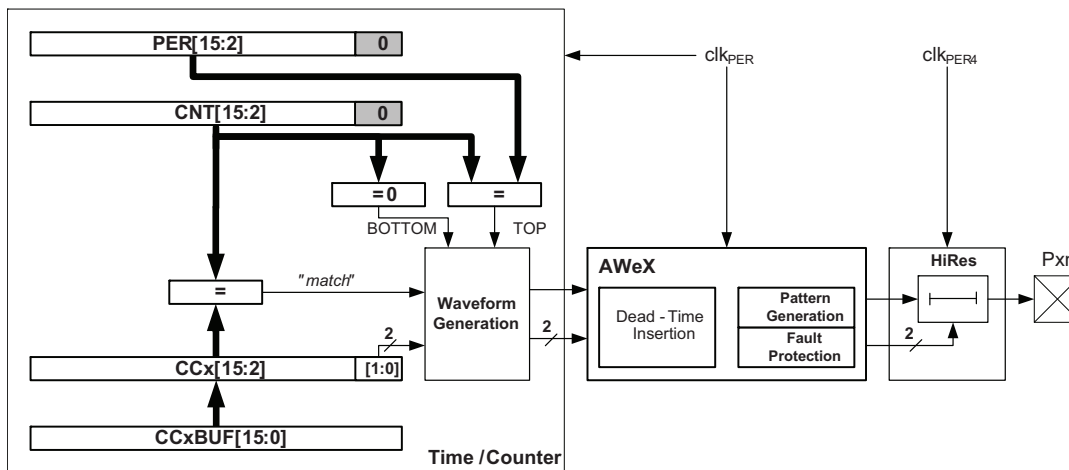 PER[15:2] 0
clkPER
clkPER4
CNT[15:2] 0
= 0
=
BOTTOM
TOP
AWeX
HiRes
"match"
=
Waveform
Generation
2
Dead - Time
Insertion
Pattern
Generation
Fault
Protection
2
2
CCx[15:2] [1:0]
CCxBUF[15:0]
Time /Counter